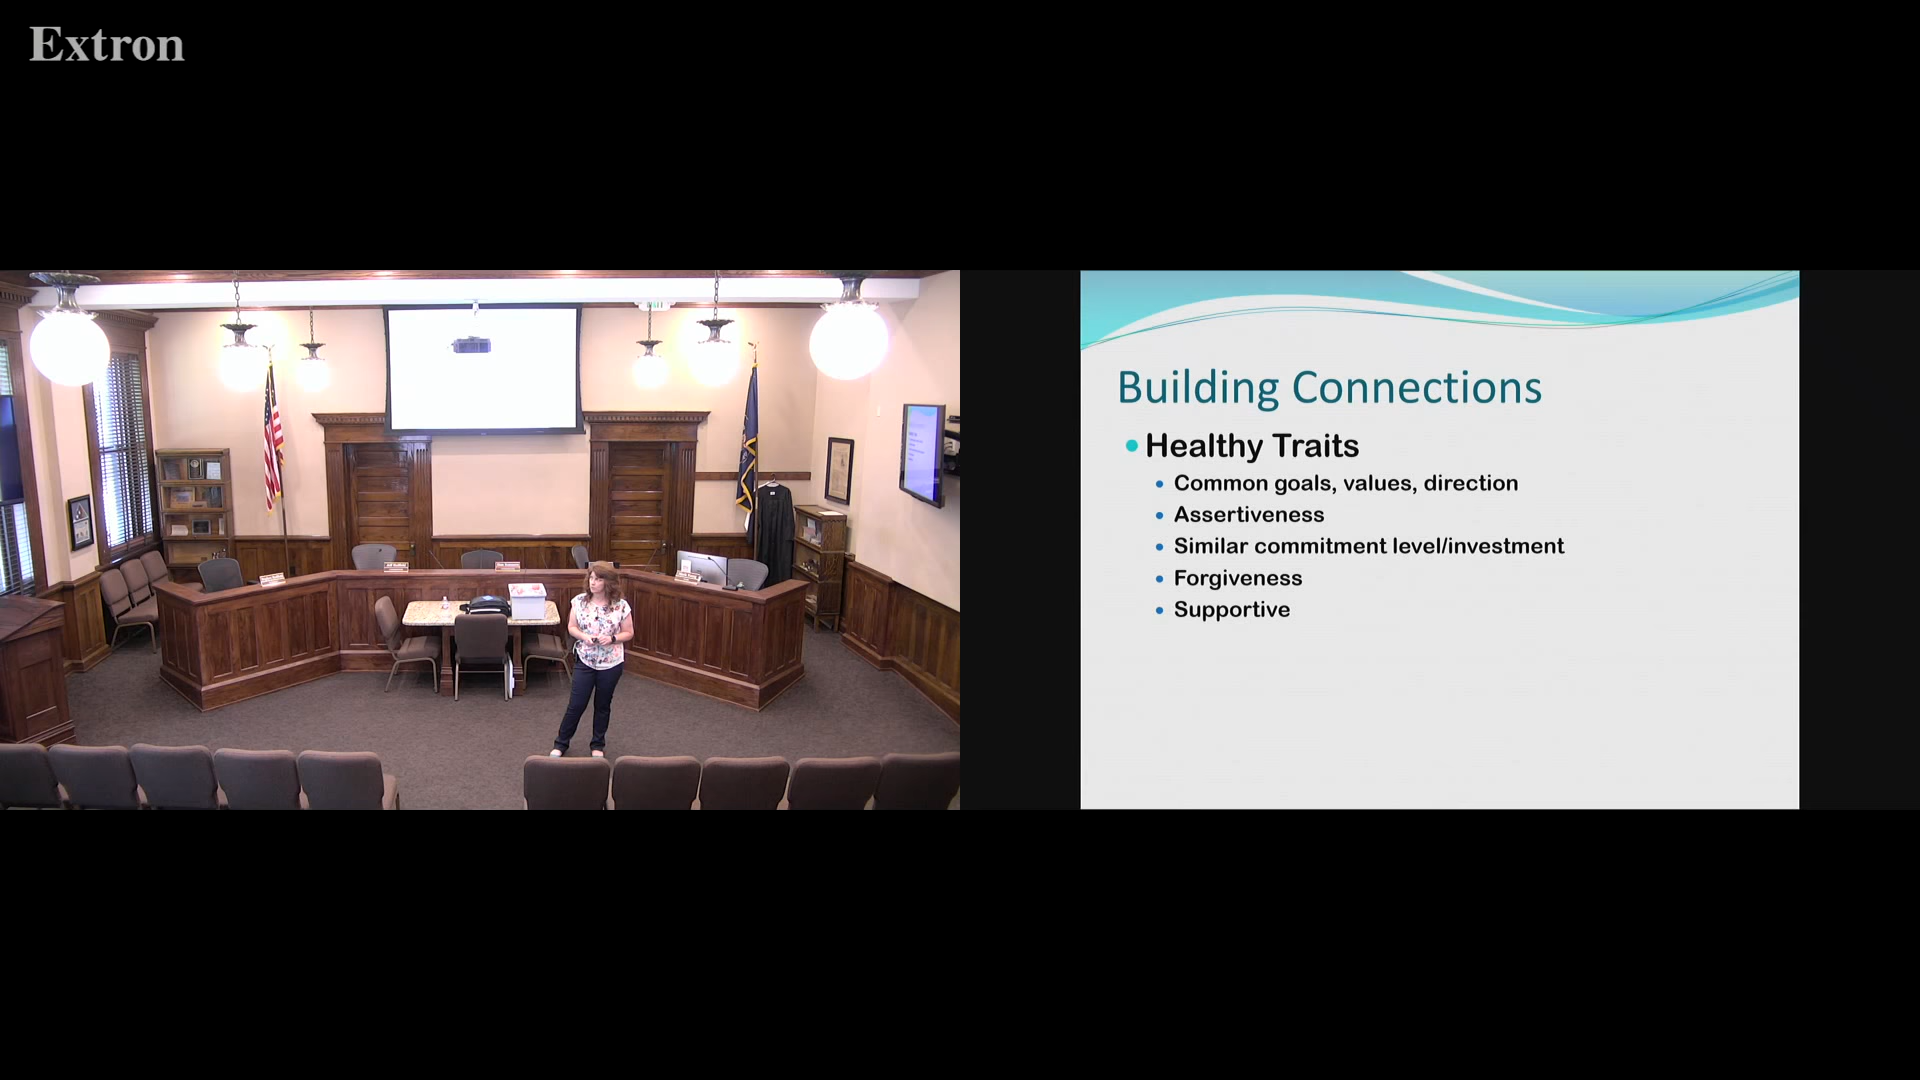 Extron
Building Connections
Healthy Traits
Common goals, values, direction
Assertiveness
Similar commitment level/investment
Forgiveness
Supportive